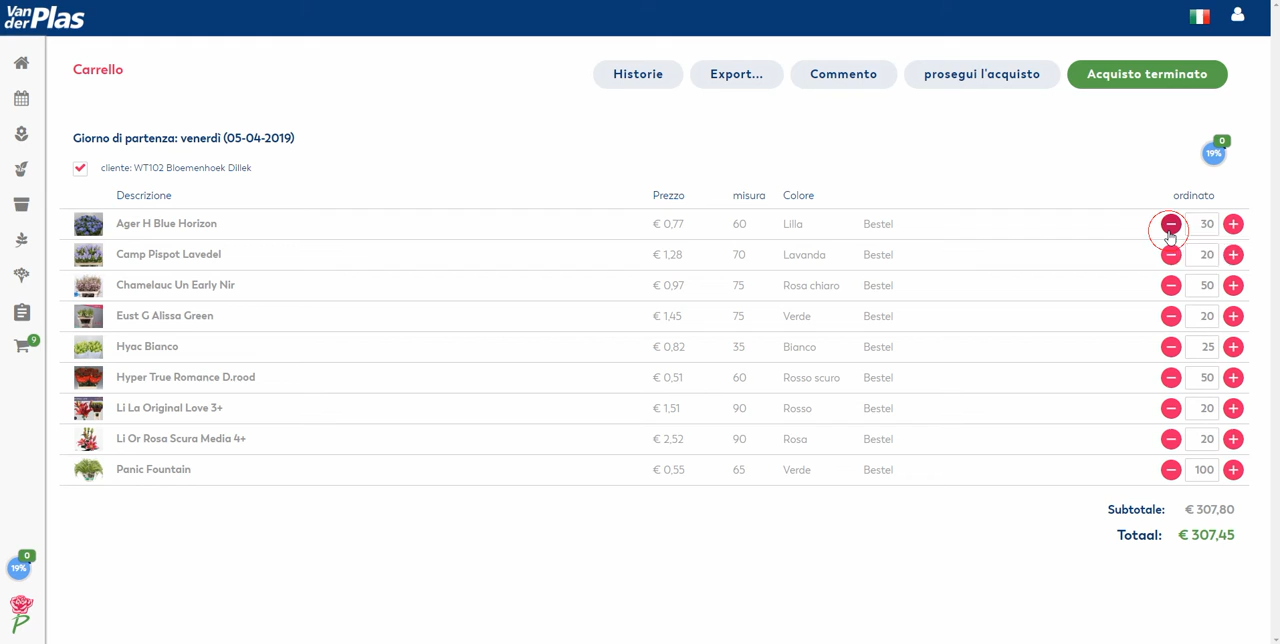 Van der Plas
Carrello
Historie Export... Commento prosegui l'acquisto Acquisto terminato
Giorno di partenza: venerdì (05-04-2019)
0
19%
cliente: WT102 Bloemenhoek Dillek
Descrizione Prezzo misura Colore ordinato
Ager H Blue Horizon € 0,77 60 Lilla Bestel 30
Camp Pispot Lavedel € 1,28 70 Lavanda Bestel 20
Chamelauc Un Early Nir € 0,97 75 Rosa chiaro Bestel 50
Eust G Alissa Green € 1,45 75 Verde Bestel 20
Hyac Bianco € 0,82 35 Bianco Bestel 25
Hyper True Romance D.rood € 0,51 60 Rosso scuro Bestel 50
Li La Original Love 3+ € 1,51 90 Rosso Bestel 20
Li Or Rosa Scura Media 4+ € 2,52 90 Rosa Bestel 20
Panic Fountain € 0,55 65 Verde Bestel 100
Subtotale: € 307,80
Totaal: € 307,45
9
0
19%
P